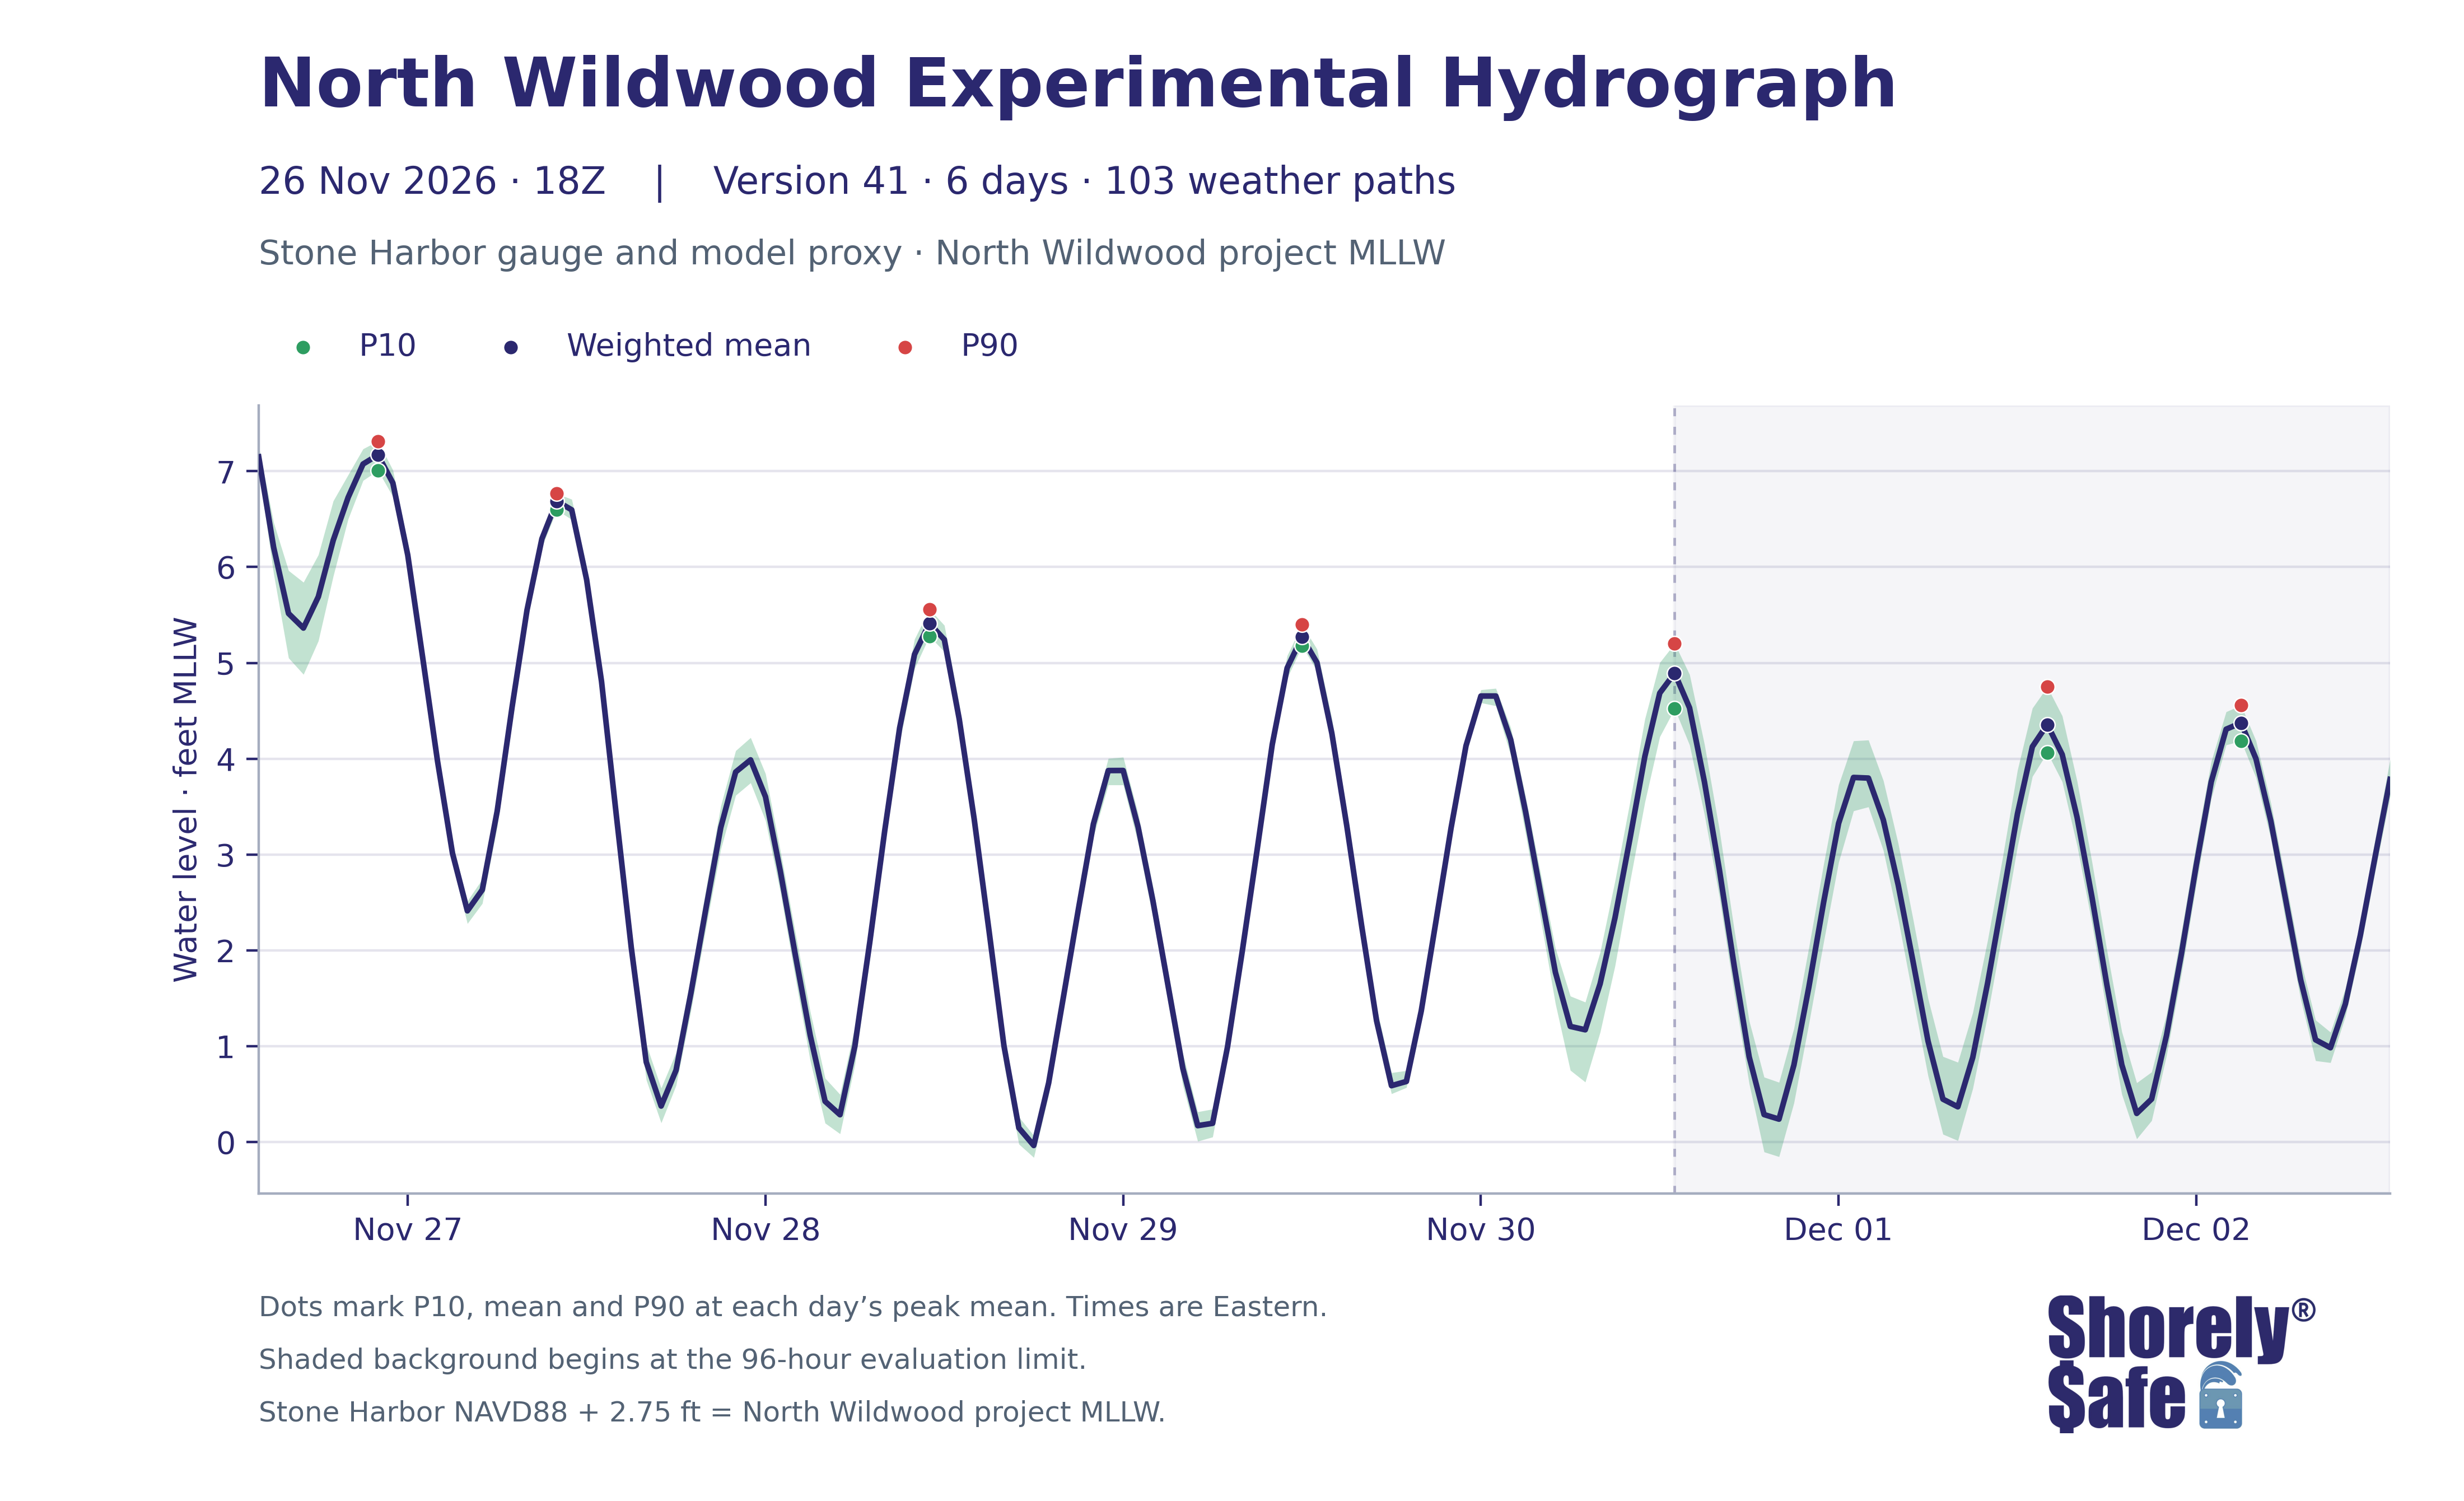 North Wildwood Experimental Hydrograph
26 Nov 2026 · 18Z | Version 41 · 6 days · 103 weather paths
Stone Harbor gauge and model proxy · North Wildwood project MLLW
P10 Weighted mean P90
Water level · feet MLLW
7
6
5
4
3
2
1
0
Nov 27 Nov 28 Nov 29 Nov 30 Dec 01 Dec 02
Dots mark P10, mean and P90 at each day’s peak mean. Times are Eastern.
Shaded background begins at the 96-hour evaluation limit.
Stone Harbor NAVD88 + 2.75 ft = North Wildwood project MLLW.
Shorely®
$afe